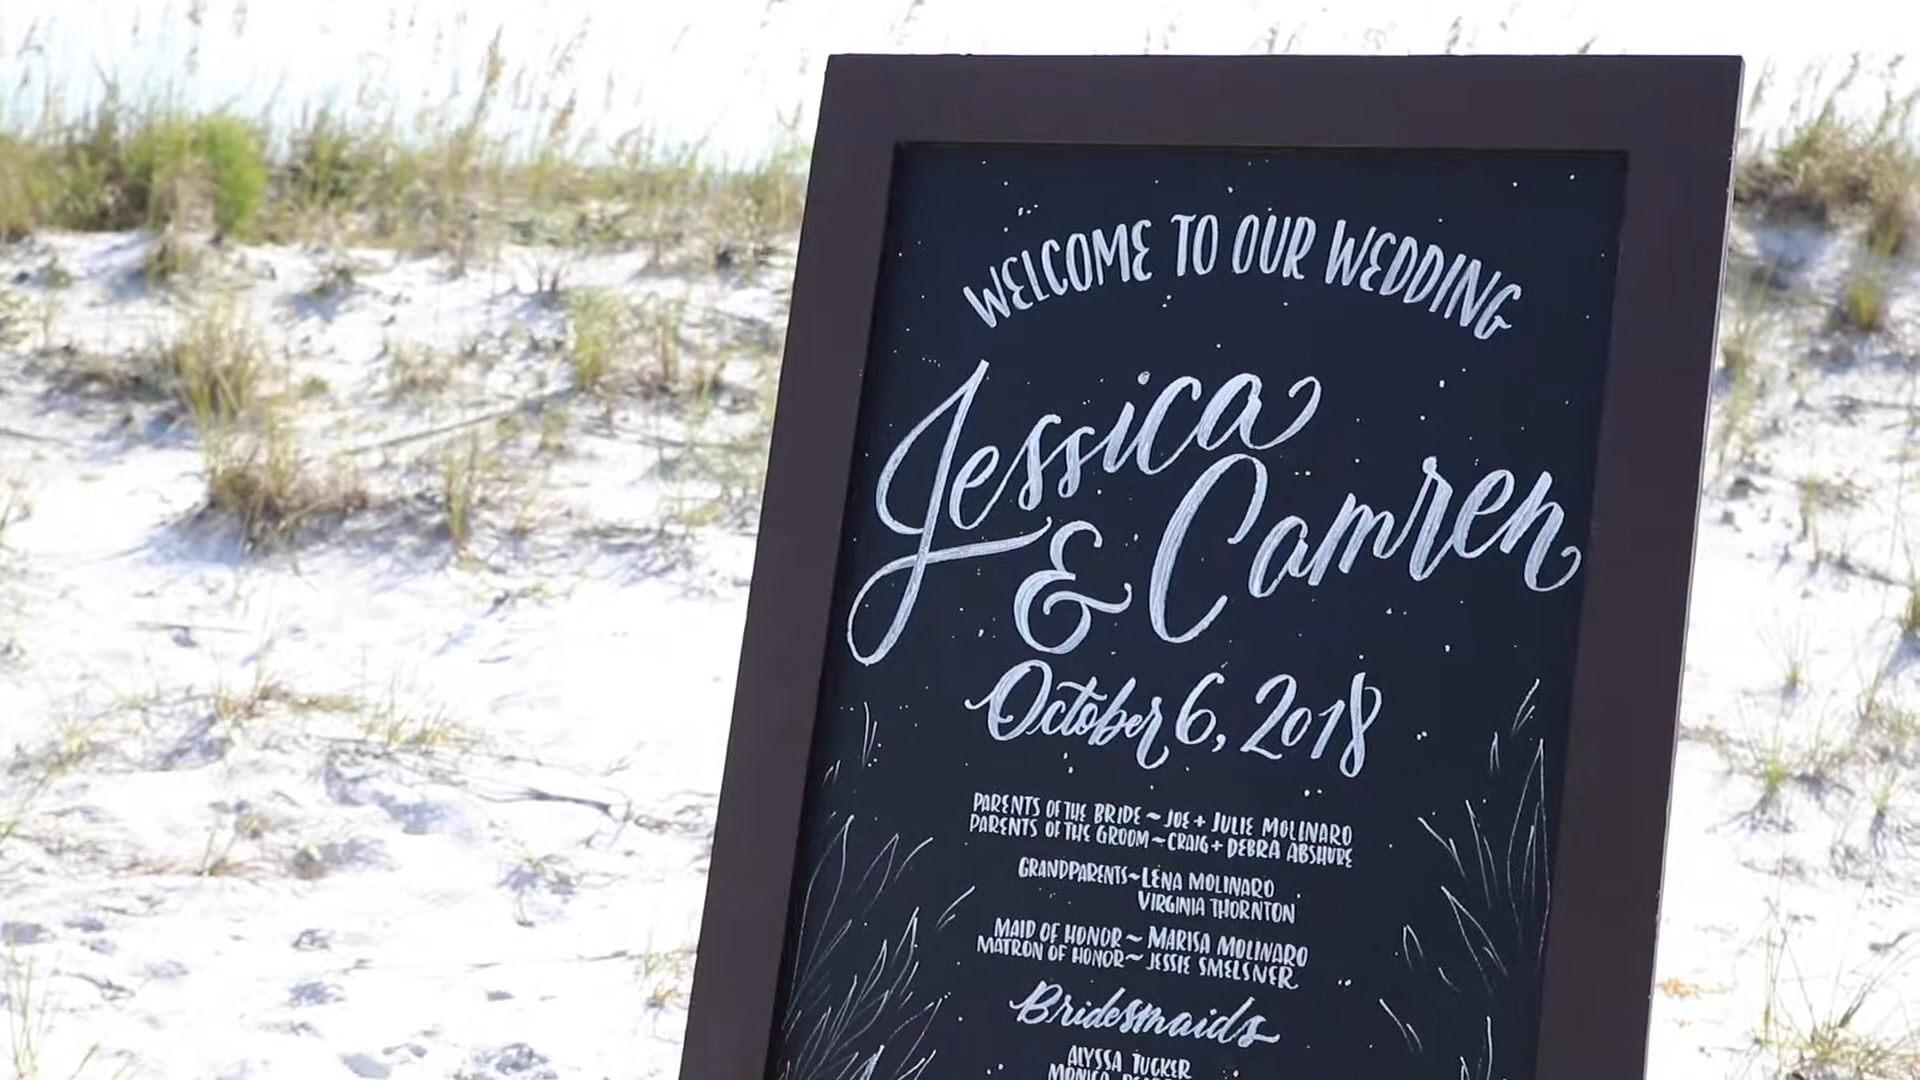 WELCOME TO OUR WEDDING
Jessica
& Camren
October 6, 2018
PARENTS OF THE BRIDE ~ JOE + JULIE MOLINARO
PARENTS OF THE GROOM ~ CRAIG + DEBRA ABSHURE
GRANDPARENTS ~ LENA MOLINARO
VIRGINIA THORNTON
MAID OF HONOR ~ MARISA MOLINARO
MATRON OF HONOR ~ JESSIE SMELSNER
Bridesmaids
ALYSSA TUCKER
MONICA